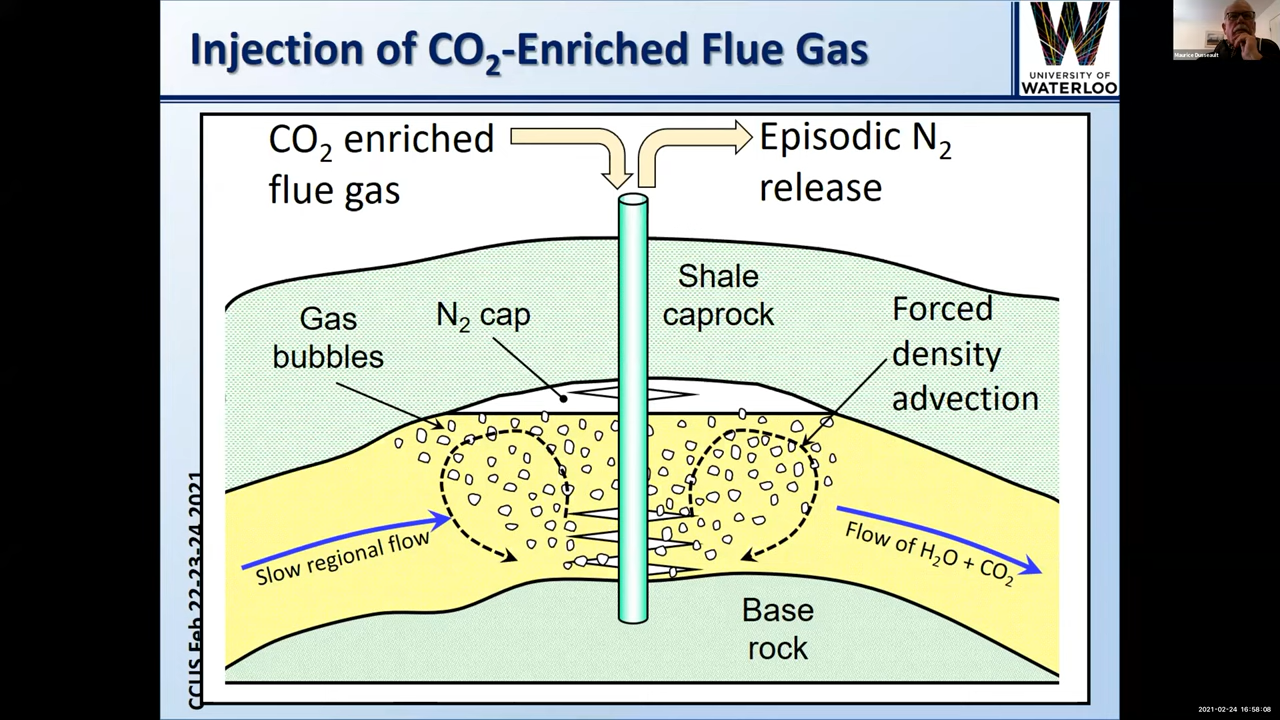 Injection of CO₂-Enriched Flue Gas
UNIVERSITY OF
WATERLOO
Maurice Dusseault
CO₂ enriched
flue gas
Episodic N₂
release
Shale
caprock
Gas
bubbles
N₂ cap
Forced
density
advection
Slow regional flow
Flow of H₂O + CO₂
Base
rock
CCUS Feb 22-23-24 2021
2021-02-24 16:58:08